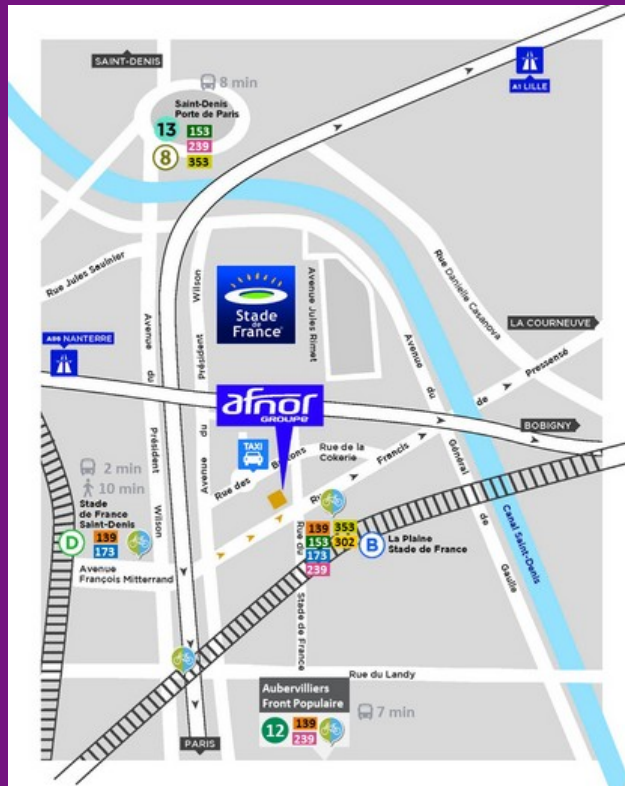 SAINT-DENIS
8 min
Saint-Denis
Porte de Paris
13 153
239
8 353
A1 LILLE
Rue Jules Saulnier
Avenue du Président Wilson
Avenue du Président Wilson
Stade
de
France
Avenue Jules Rimet
Rue Danielle Casanova
LA COURNEUVE
A86 NANTERRE
afnor
GROUPE
Avenue du Général de Gaulle
Rue Francis de Pressensé
BOBIGNY
TAXI
Rue des Bretons
Rue de la
Cokerie
2 min
10 min
Stade
de France
Saint-Denis
D 139
173
139 353
153 302
173
239
B La Plaine
Stade de France
Canal Saint-Denis
Avenue
François Mitterrand
Rue du Stade de France
Rue du Landy
Aubervilliers
Front Populaire
12 139
239
7 min
PARIS